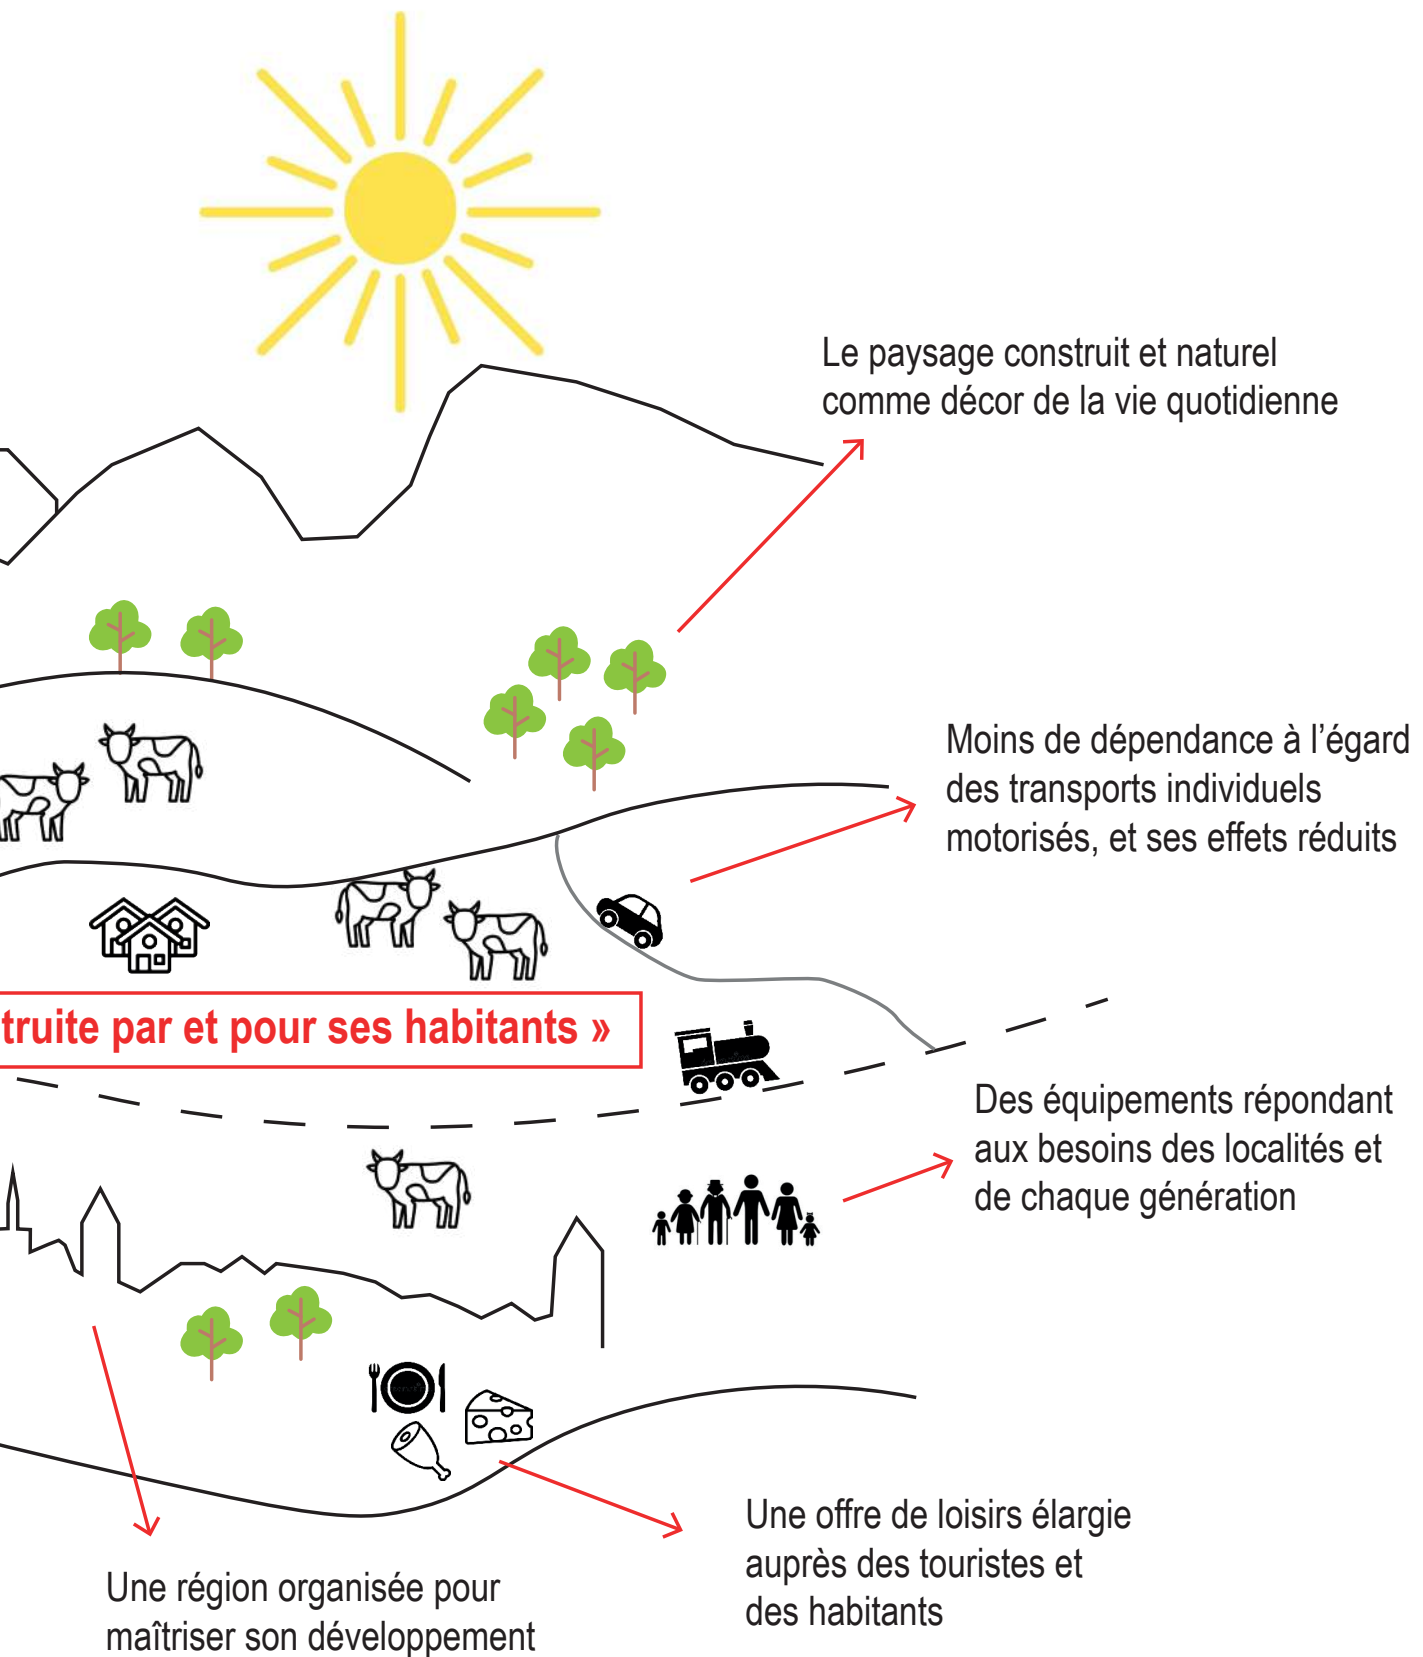 Le paysage construit et naturel
comme décor de la vie quotidienne
Moins de dépendance à l’égard
des transports individuels
motorisés, et ses effets réduits
truite par et pour ses habitants »
Des équipements répondant
aux besoins des localités et
de chaque génération
Une offre de loisirs élargie
auprès des touristes et
des habitants
Une région organisée pour
maîtriser son développement